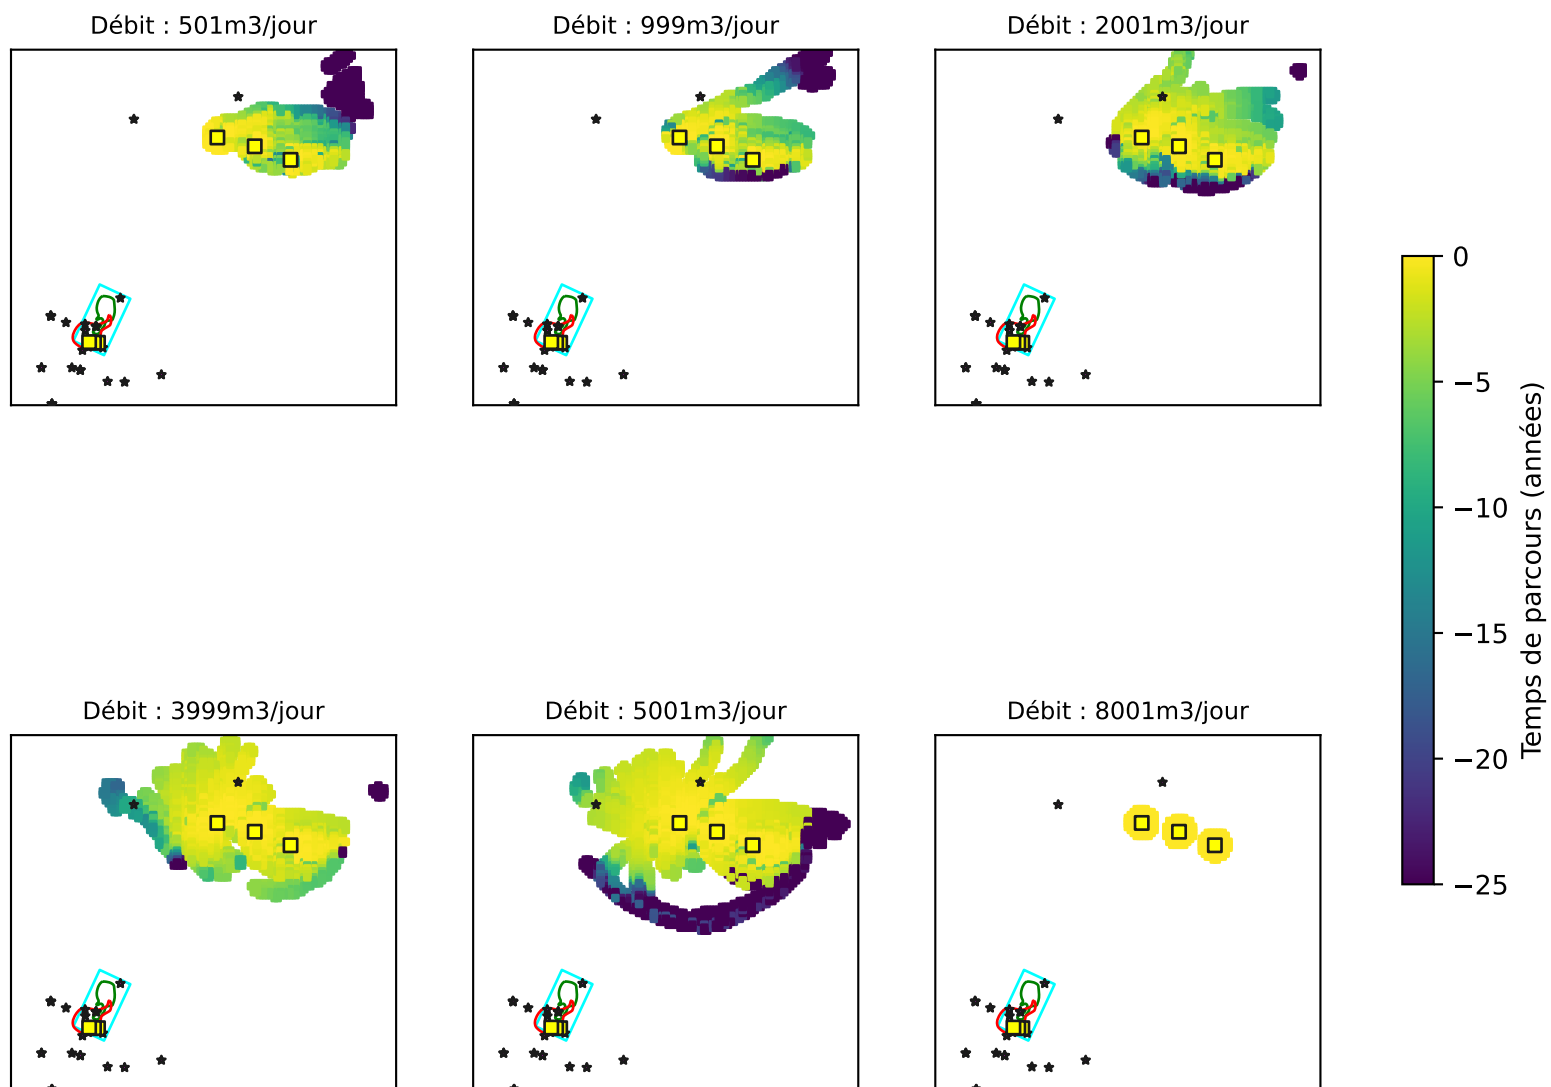 Débit : 501m3/jour
Débit : 999m3/jour
Débit : 2001m3/jour
0
−5
−10
−15
−20
−25
Temps de parcours (années)
Débit : 3999m3/jour
Débit : 5001m3/jour
Débit : 8001m3/jour